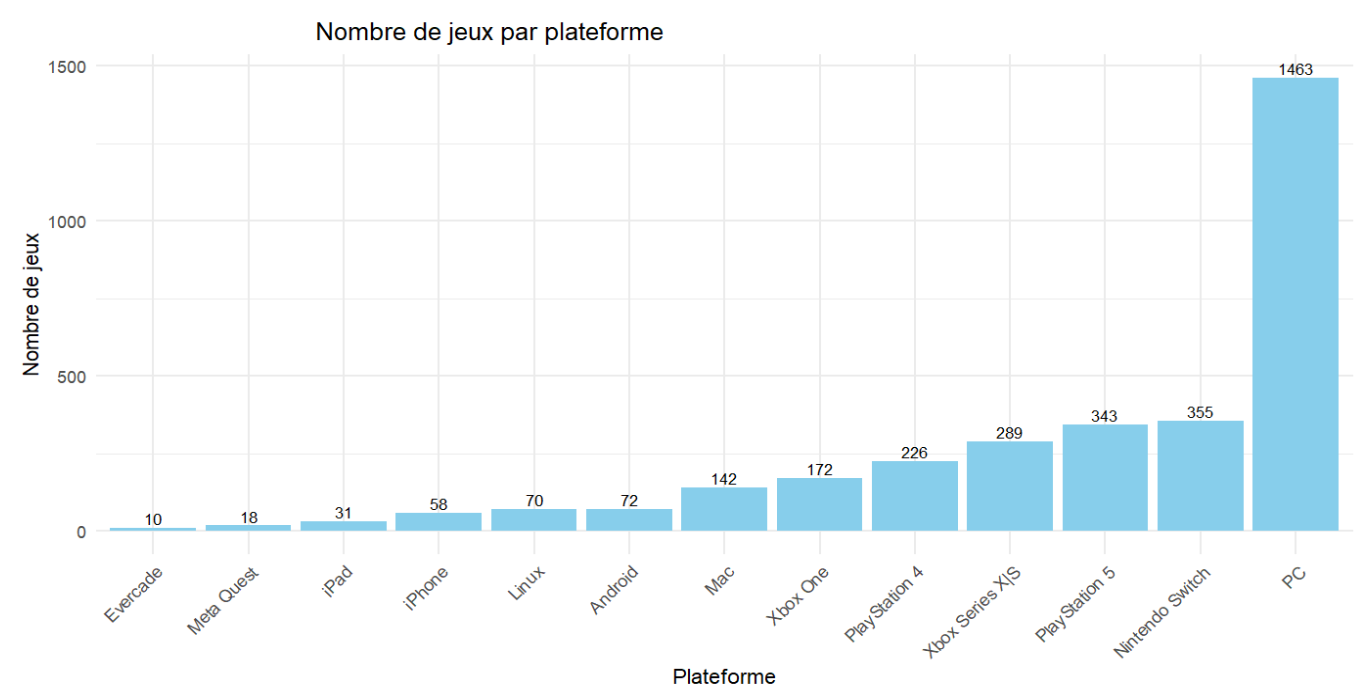 Nombre de jeux par plateforme
Nombre de jeux
1500
1000
500
0
10
18
31
58
70
72
142
172
226
289
343
355
1463
Evercade
Meta Quest
iPad
iPhone
Linux
Android
Mac
Xbox One
PlayStation 4
Xbox Series X|S
PlayStation 5
Nintendo Switch
PC
Plateforme